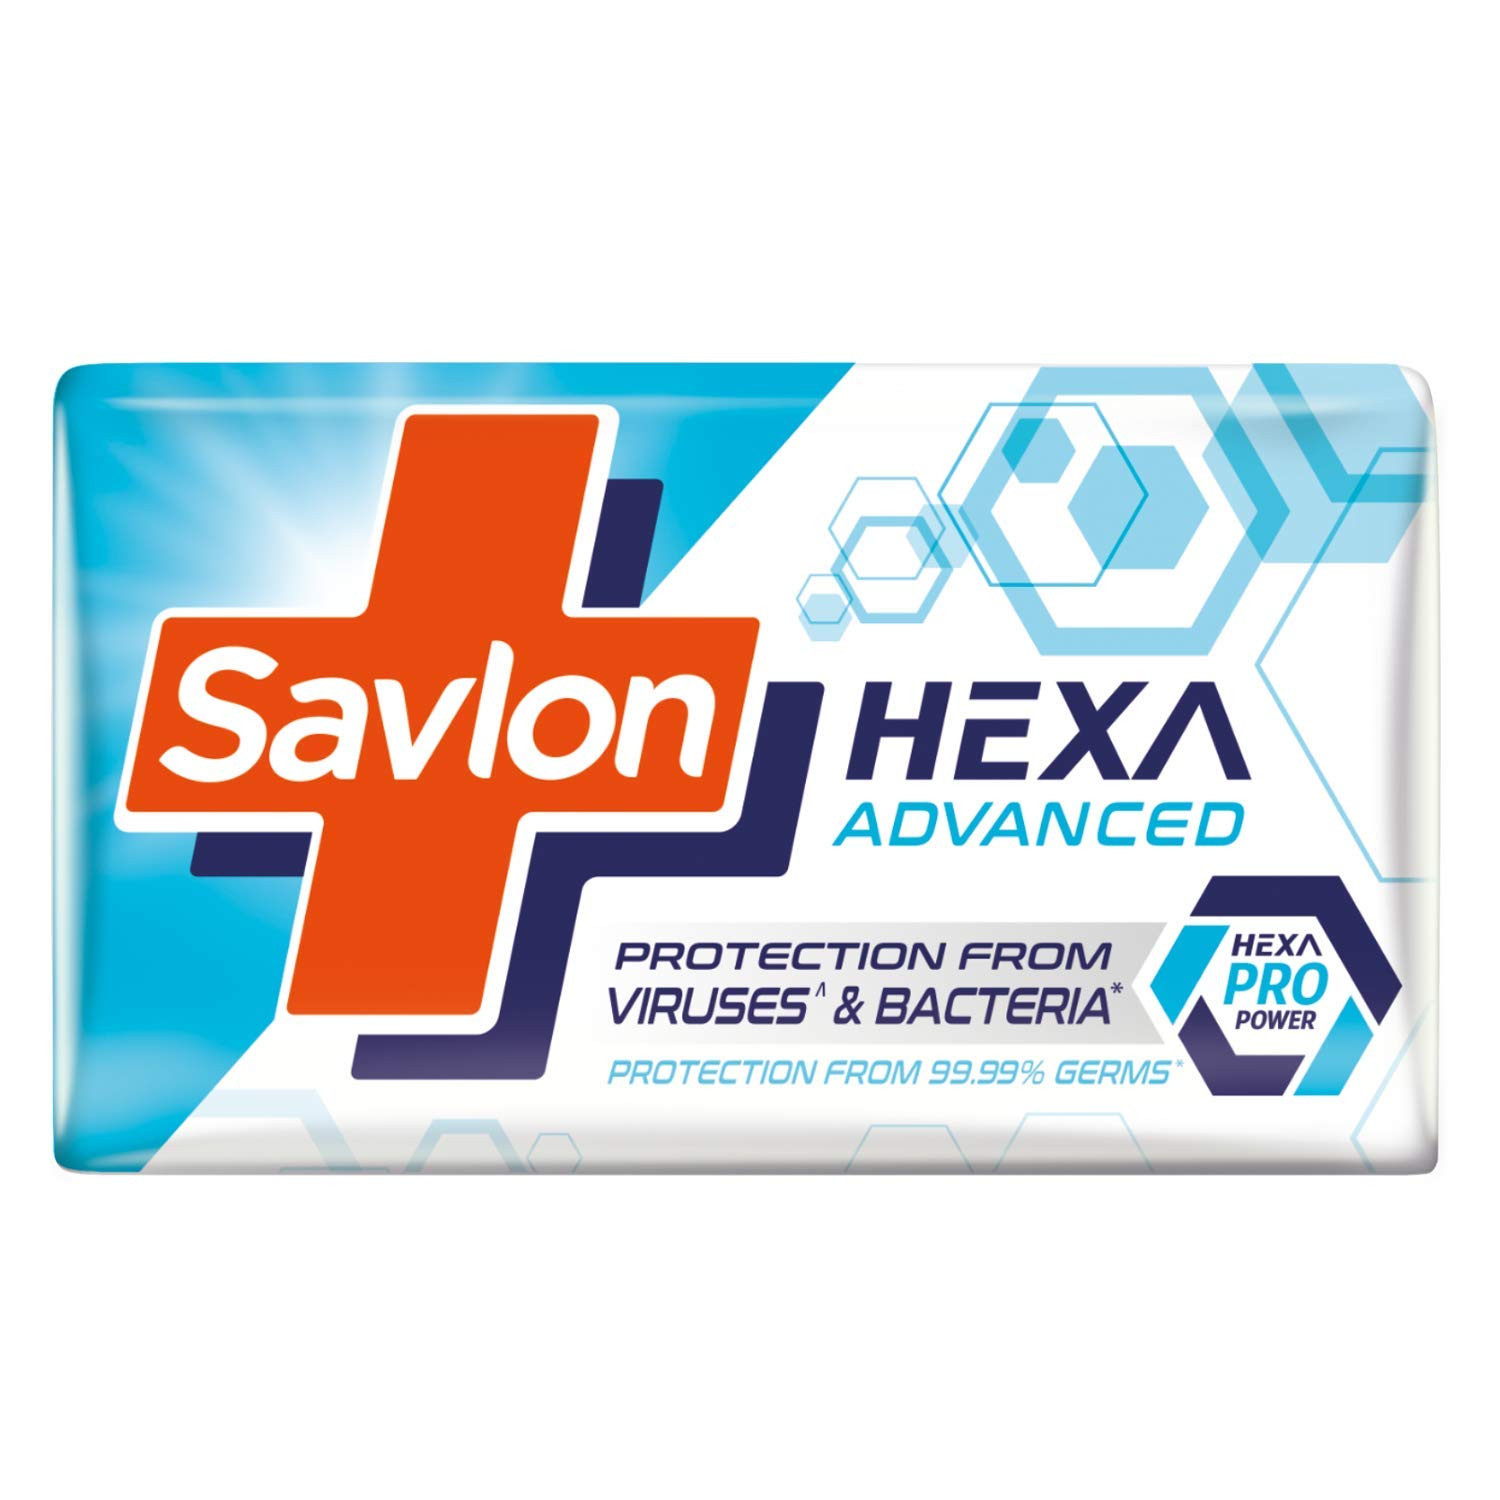 Savlon
HEXA
ADVANCED
PROTECTION FROM
VIRUSES^ & BACTERIA*
PROTECTION FROM 99.99% GERMS*
HEXA
PRO
POWER